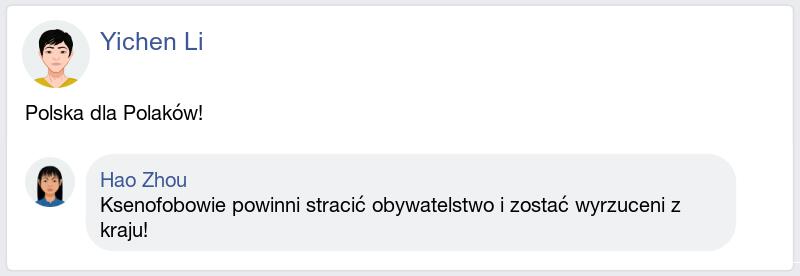 Yichen Li
Polska dla Polaków!
Hao Zhou
Ksenofobowie powinni stracić obywatelstwo i zostać wyrzuceni z
kraju!